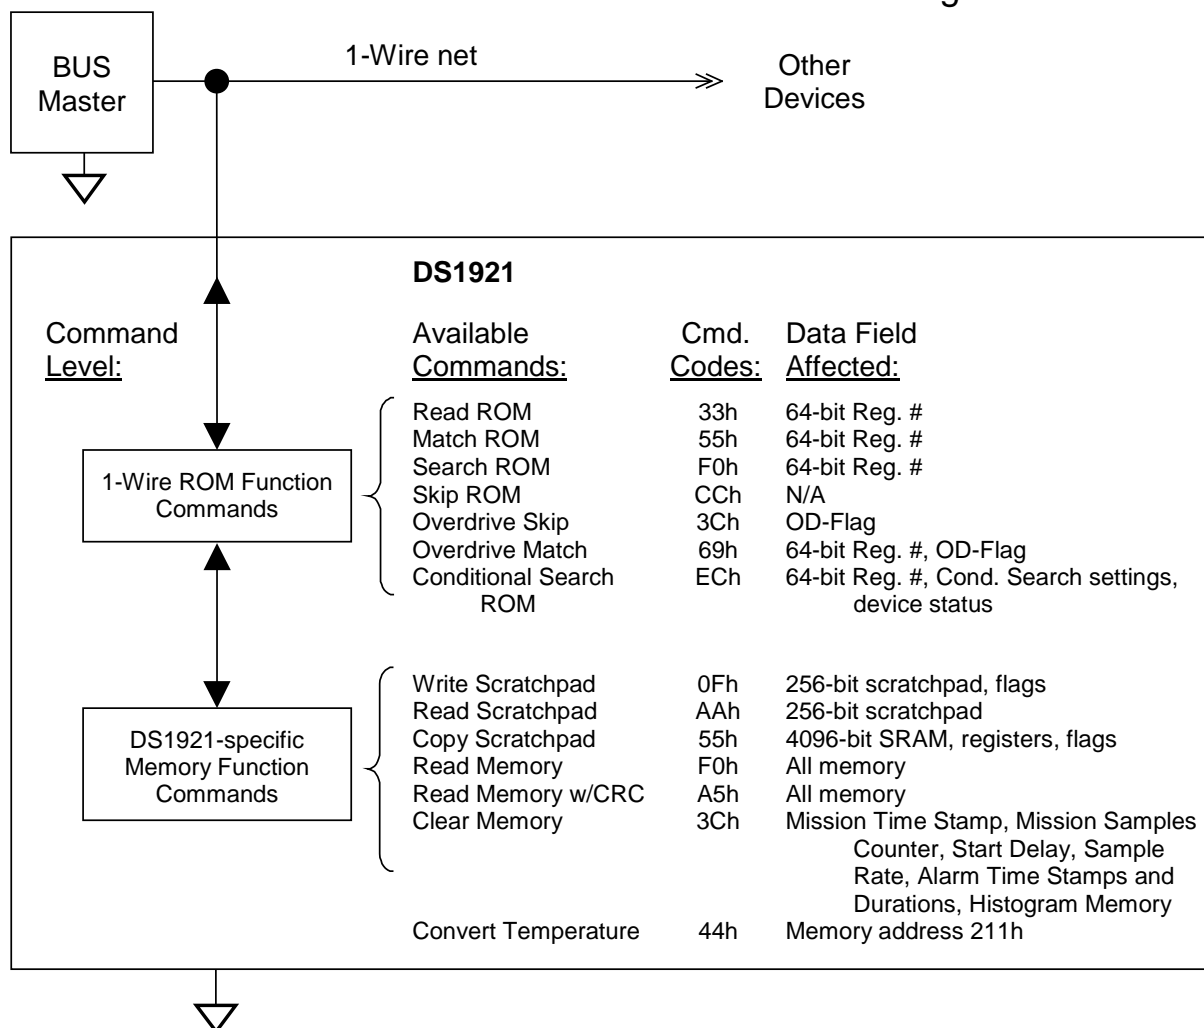 g
BUS
Master
1-Wire net
Other
Devices
DS1921
Command
Level:
Available
Commands:
Cmd.
Codes:
Data Field
Affected:
1-Wire ROM Function
Commands
Read ROM 33h 64-bit Reg. #
Match ROM 55h 64-bit Reg. #
Search ROM F0h 64-bit Reg. #
Skip ROM CCh N/A
Overdrive Skip 3Ch OD-Flag
Overdrive Match 69h 64-bit Reg. #, OD-Flag
Conditional Search ECh 64-bit Reg. #, Cond. Search settings,
ROM device status
DS1921-specific
Memory Function
Commands
Write Scratchpad 0Fh 256-bit scratchpad, flags
Read Scratchpad AAh 256-bit scratchpad
Copy Scratchpad 55h 4096-bit SRAM, registers, flags
Read Memory F0h All memory
Read Memory w/CRC A5h All memory
Clear Memory 3Ch Mission Time Stamp, Mission Samples
Counter, Start Delay, Sample
Rate, Alarm Time Stamps and
Durations, Histogram Memory
Convert Temperature 44h Memory address 211h